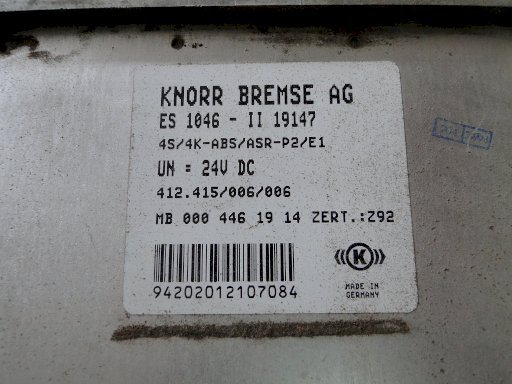 KNORR BREMSE AG
ES 1046 - II 19147
4S/4K-ABS/ASR-P2/E1
UN = 24V DC
412.415/006/006
MB 000 446 19 14 ZERT.:Z92
K
94202012107084
MADE IN
GERMANY